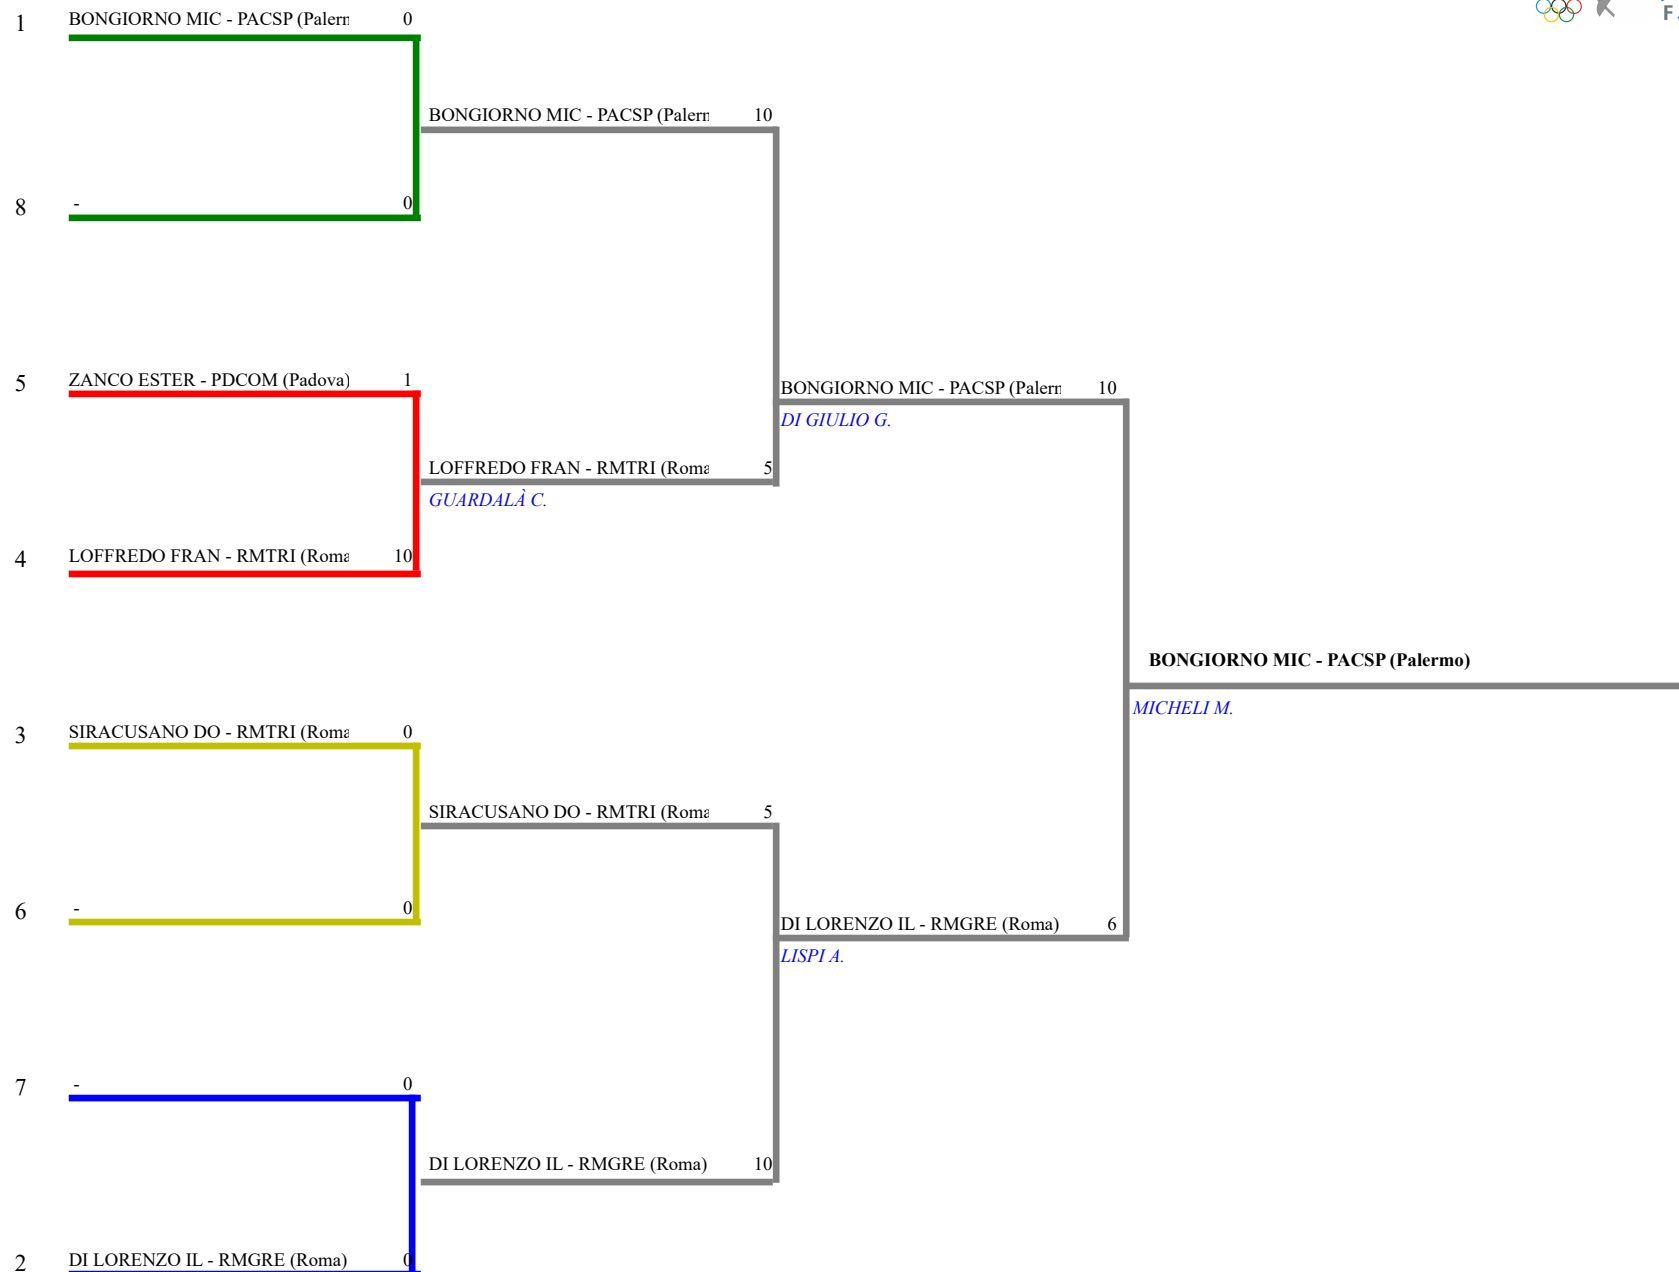 1 BONGIORNO MIC - PACSP (Palern 0
F
BONGIORNO MIC - PACSP (Palern 10
8 - 0
5 ZANCO ESTER - PDCOM (Padova) 1
BONGIORNO MIC - PACSP (Palern 10
DI GIULIO G.
LOFFREDO FRAN - RMTRI (Roma 5
GUARDALÀ C.
4 LOFFREDO FRAN - RMTRI (Roma 10
BONGIORNO MIC - PACSP (Palermo)
MICHELI M.
3 SIRACUSANO DO - RMTRI (Roma 0
SIRACUSANO DO - RMTRI (Roma 5
6 - 0
DI LORENZO IL - RMGRE (Roma) 6
LISPI A.
7 - 0
DI LORENZO IL - RMGRE (Roma) 10
2 DI LORENZO IL - RMGRE (Roma) 0